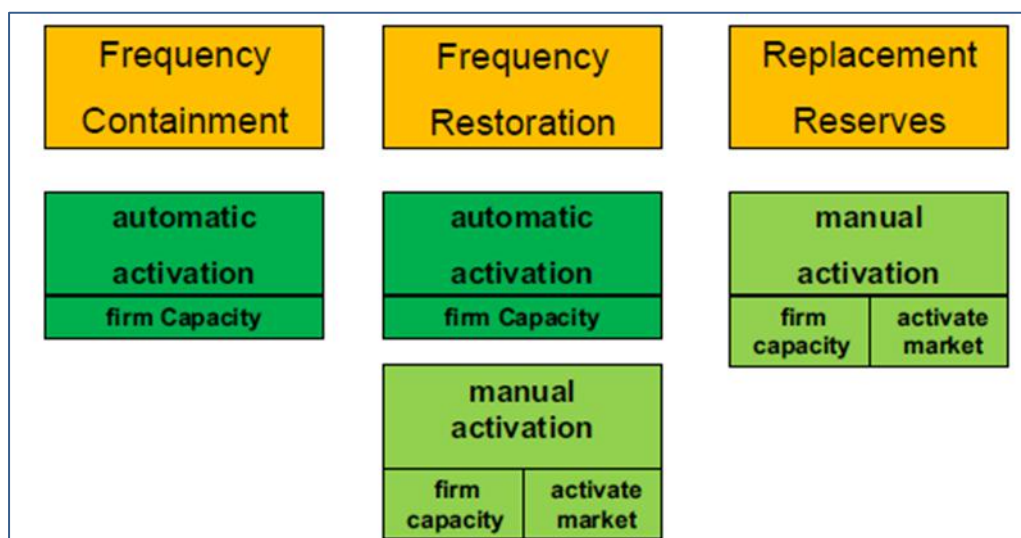 Frequency
Containment
Frequency
Restoration
Replacement
Reserves
automatic
activation
firm Capacity
automatic
activation
firm Capacity
manual
activation
firm
capacity
activate
market
manual
activation
firm
capacity
activate
market